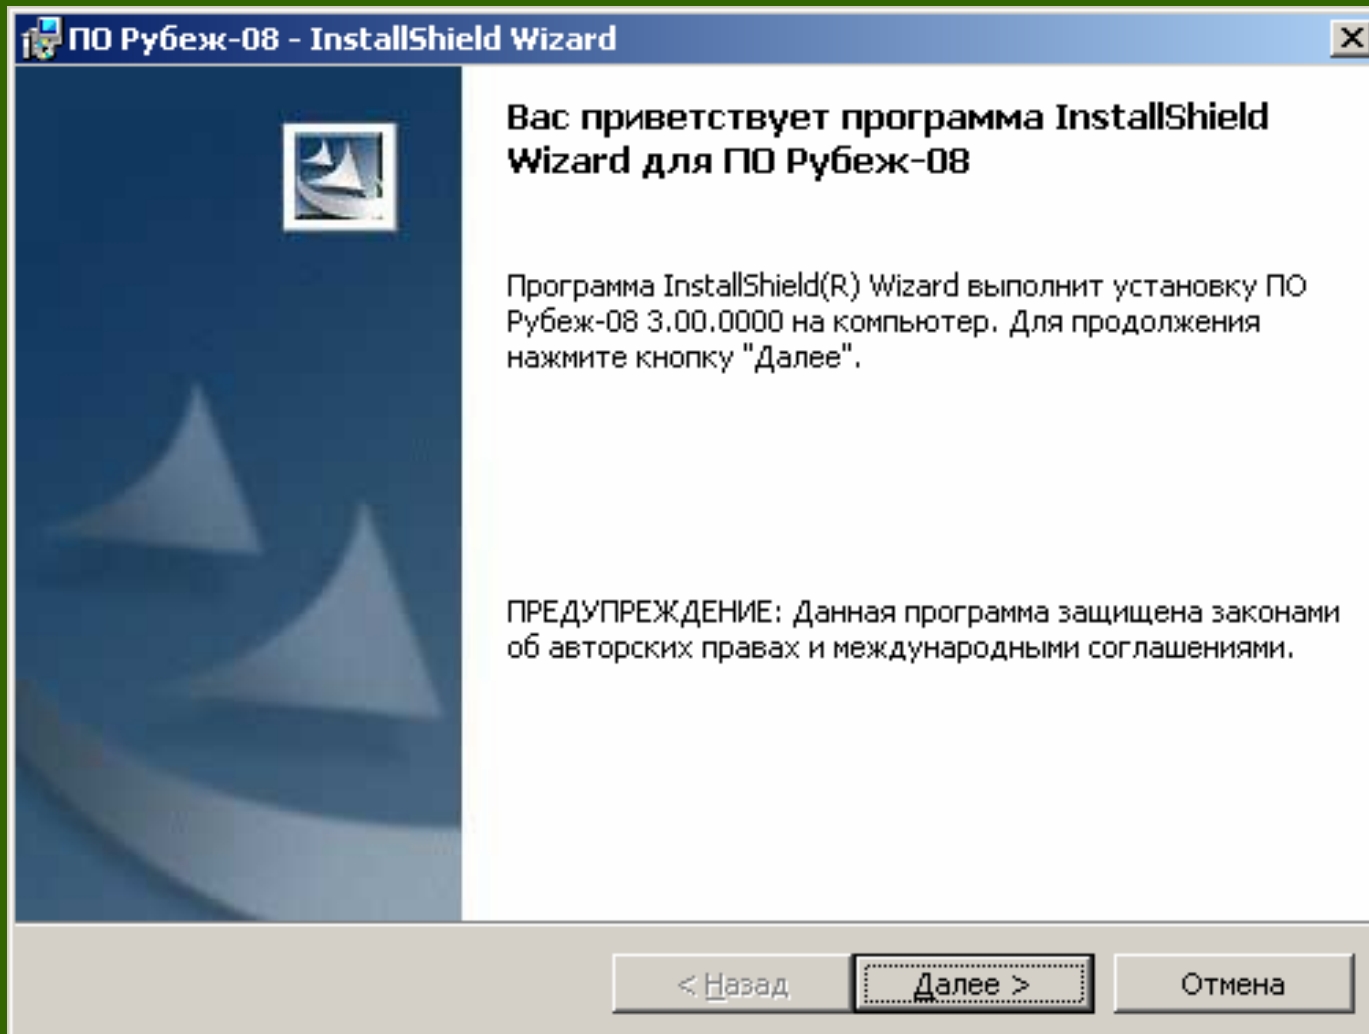 ПО Рубеж-08 - InstallShield Wizard
Вас приветствует программа InstallShield
Wizard для ПО Рубеж-08
Программа InstallShield(R) Wizard выполнит установку ПО
Рубеж-08 3.00.0000 на компьютер. Для продолжения
нажмите кнопку "Далее".
ПРЕДУПРЕЖДЕНИЕ: Данная программа защищена законами
об авторских правах и международными соглашениями.
< Назад
Далее >
Отмена